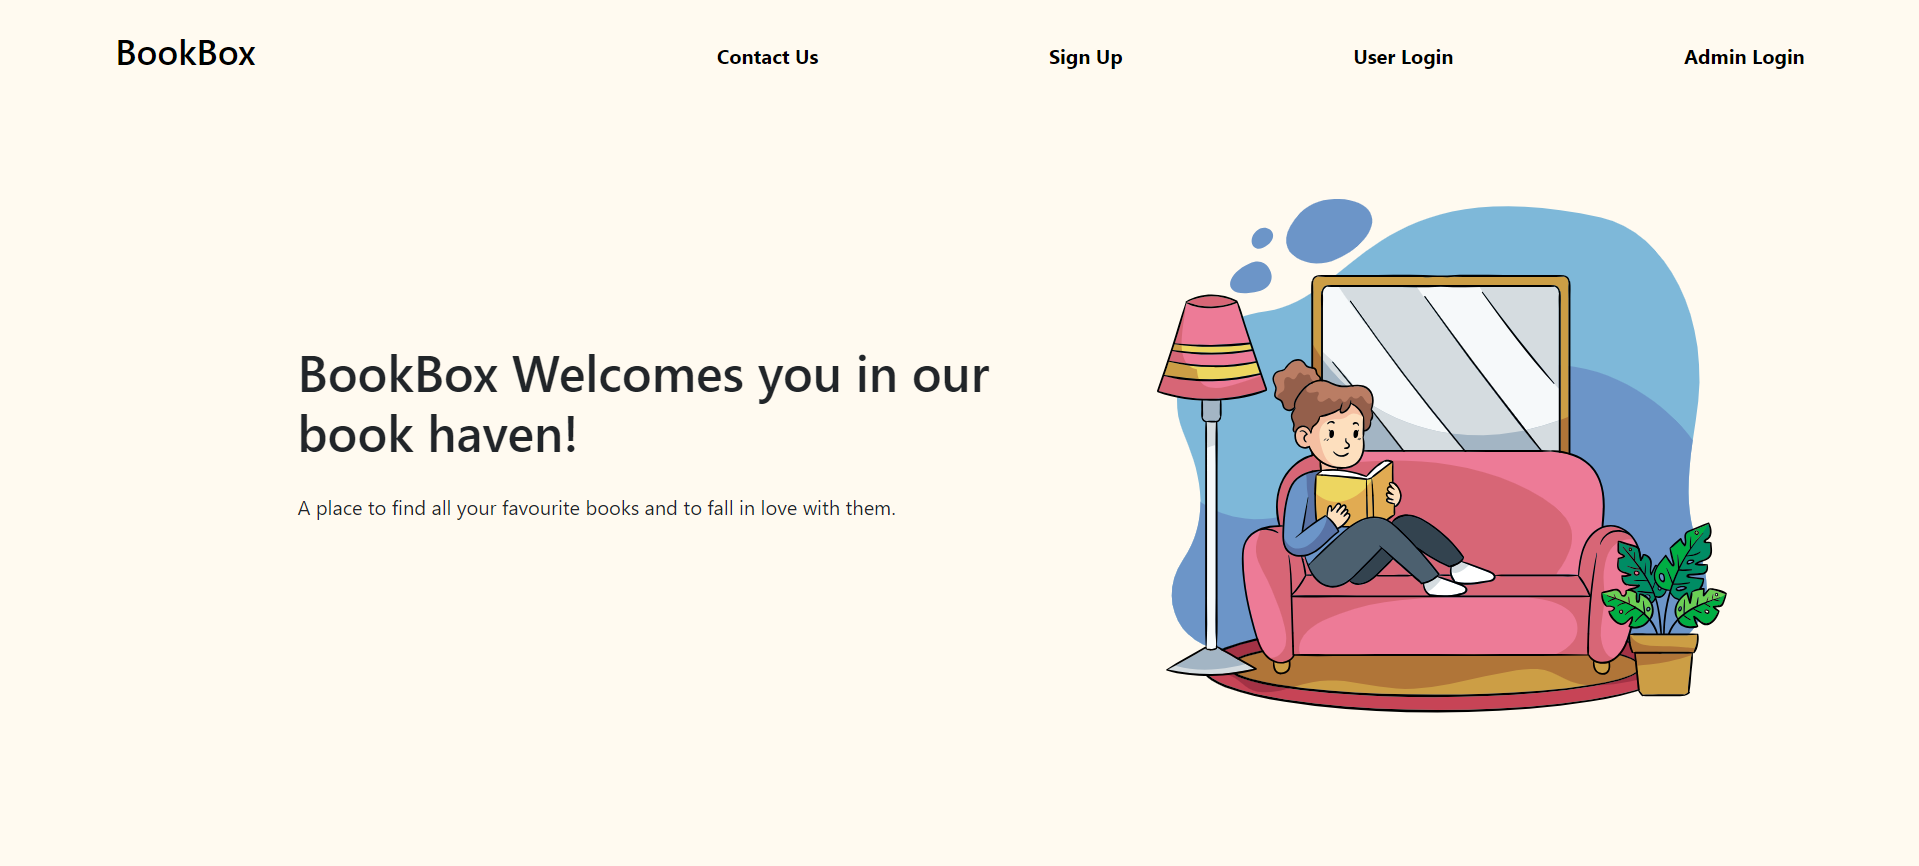 BookBox
Contact Us
Sign Up
User Login
Admin Login
BookBox Welcomes you in our
book haven!
A place to find all your favourite books and to fall in love with them.